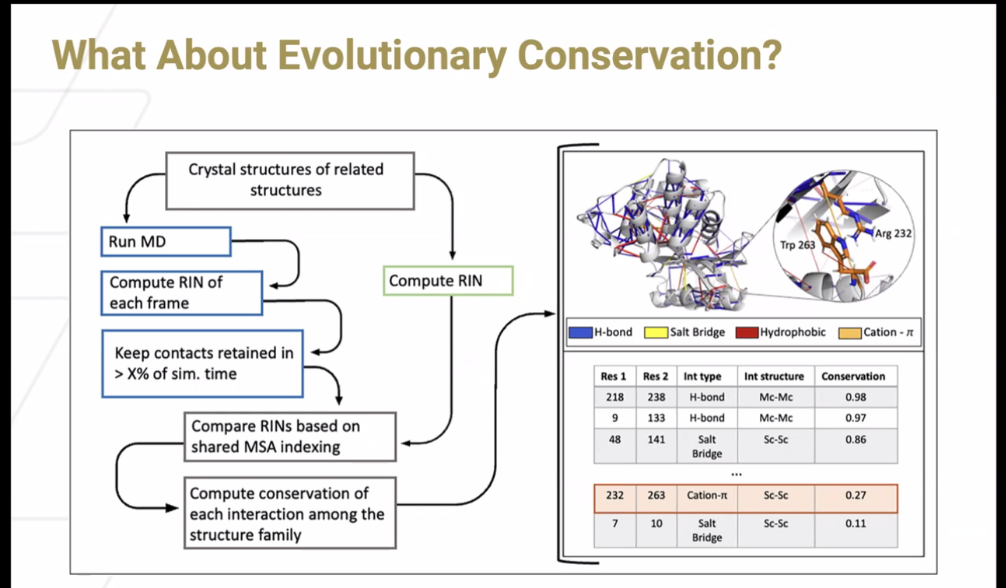 What About Evolutionary Conservation?
Crystal structures of related
structures
Run MD
Compute RIN of
each frame
Keep contacts retained in
> X% of sim. time
Compute RIN
Compare RINs based on
shared MSA indexing
Compute conservation of
each interaction among the
structure family
Trp 263
Arg 232
H-bond Salt Bridge Hydrophobic Cation - π
Res 1 Res 2 Int type Int structure Conservation
218 238 H-bond Mc-Mc 0.98
9 133 H-bond Mc-Mc 0.97
48 141 Salt Sc-Sc 0.86
Bridge
...
232 263 Cation-π Sc-Sc 0.27
7 10 Salt Sc-Sc 0.11
Bridge